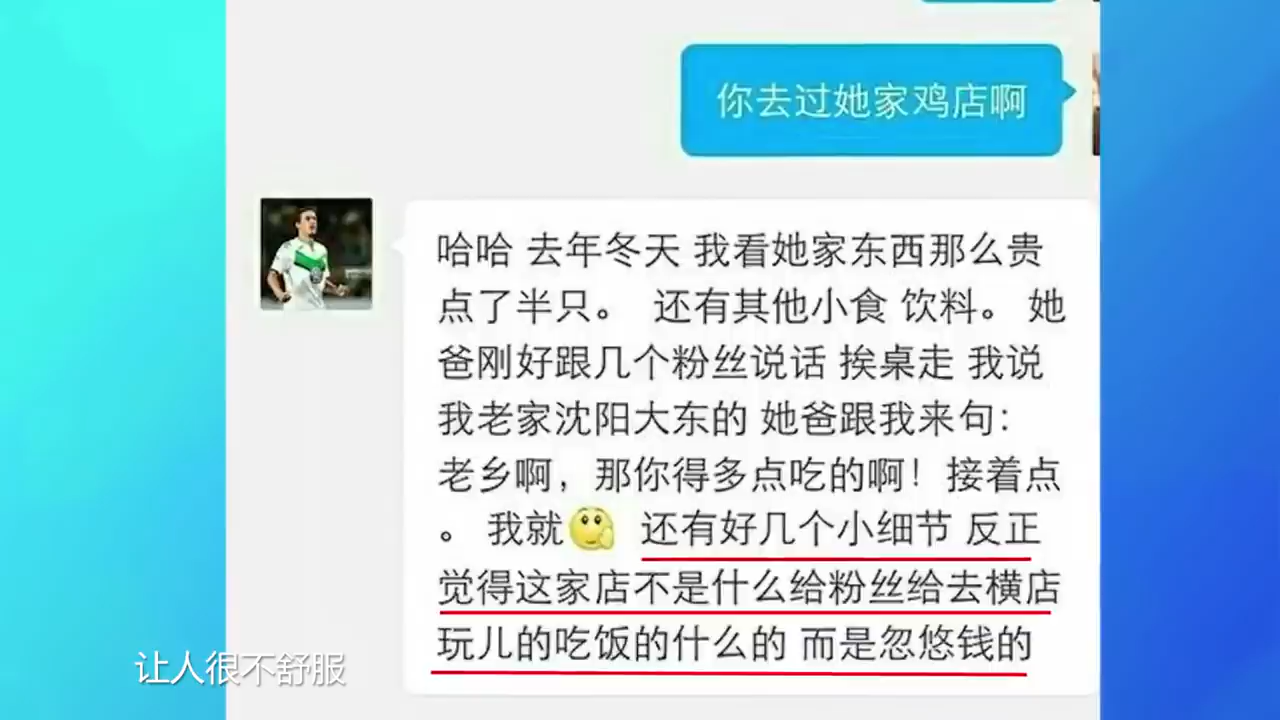 你去过她家鸡店啊
哈哈 去年冬天 我看她家东西那么贵
点了半只。 还有其他小食 饮料。 她
爸刚好跟几个粉丝说话 挨桌走 我说
我老家沈阳大东的 她爸跟我来句：
老乡啊，那你得多点吃的啊！接着点
。 我就 还有好几个小细节 反正
觉得这家店不是什么给粉丝给去横店
玩儿的吃饭的什么的 而是忽悠钱的
让人很不舒服